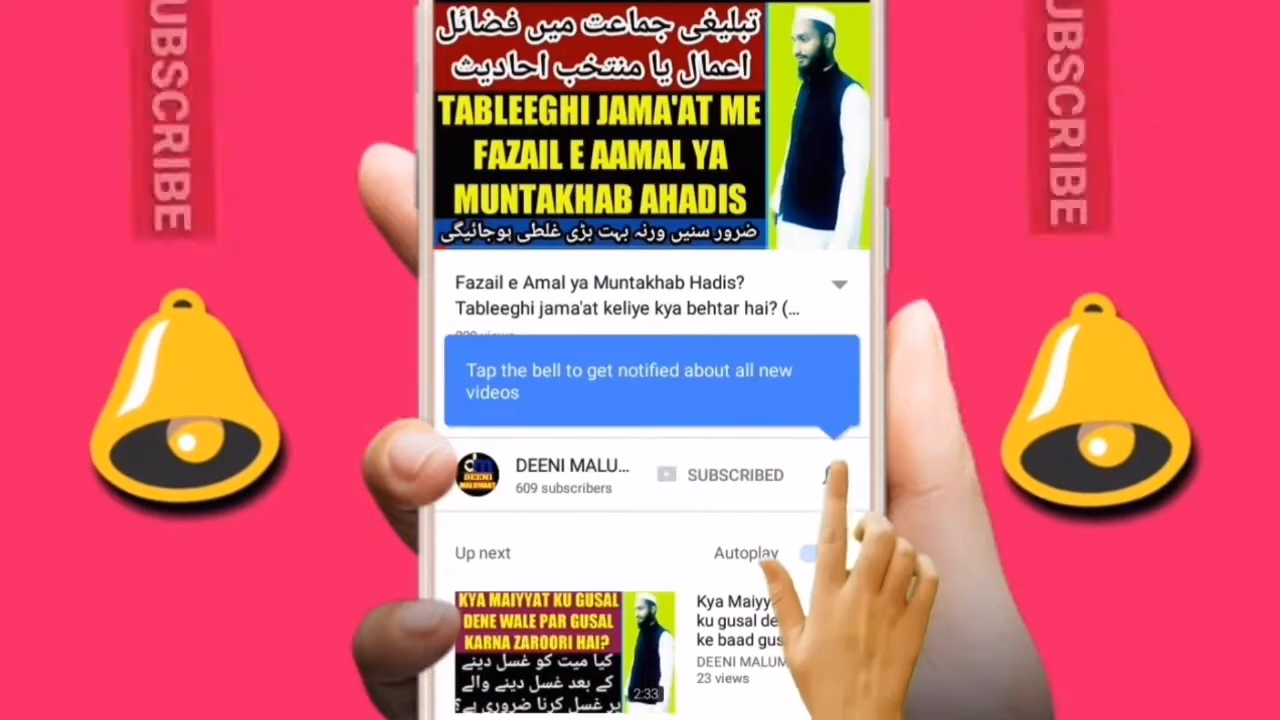 SUBSCRIBE
UBSCRIBE
تبلیغی جماعت میں فضائل
اعمال یا منتخب احادیث
TABLEEGHI JAMA'AT ME
FAZAIL E AAMAL YA
MUNTAKHAB AHADIS
ضرور سنیں ورنہ بہت بڑی غلطی ہوجائیگی
Fazail e Amal ya Muntakhab Hadis?
Tableeghi jama'at keliye kya behtar hai? (...
views
Tap the bell to get notified about all new
videos
dm
DEENI
MALUMAAT
DEENI MALU...
SUBSCRIBED
609 subscribers
Up next
Autoplay
KYA MAIYYAT KU GUSAL
DENE WALE PAR GUSAL
KARNA ZAROORI HAI?
کیا میت کو غسل دینے
کے بعد غسل دینے والے
پر غسل کرنا ضروری ہے؟
2:33
Kya Maiyy
ku gusal de
ke baad gus
DEENI MALUM
23 views